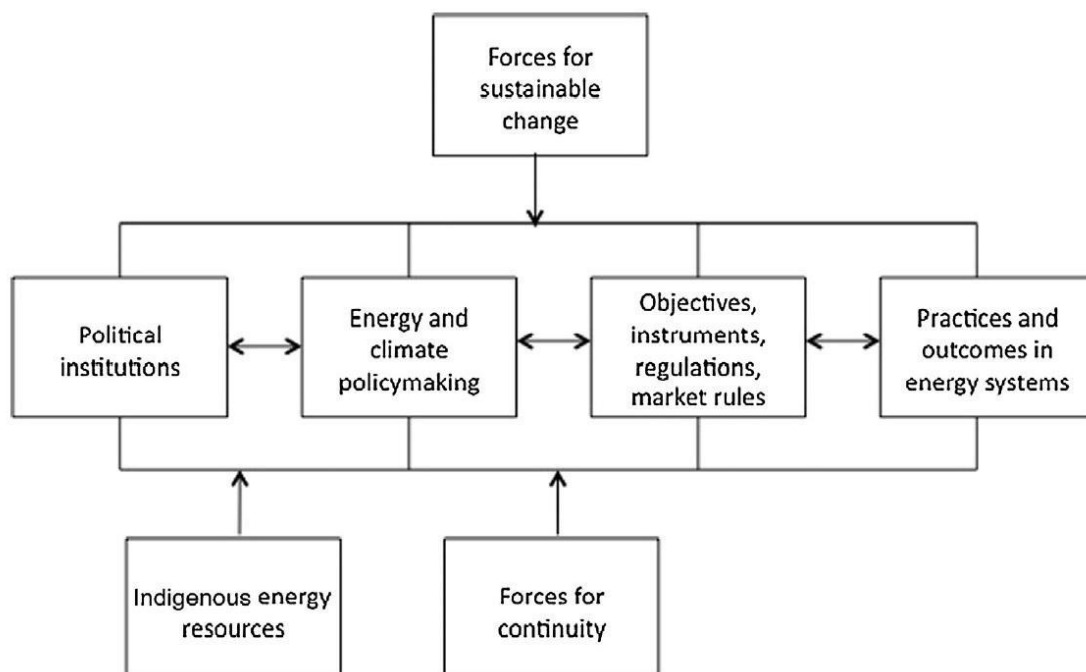 Forces for
sustainable
change
Political
institutions
Energy and
climate
policymaking
Objectives,
instruments,
regulations,
market rules
Practices and
outcomes in
energy systems
Indigenous energy
resources
Forces for
continuity